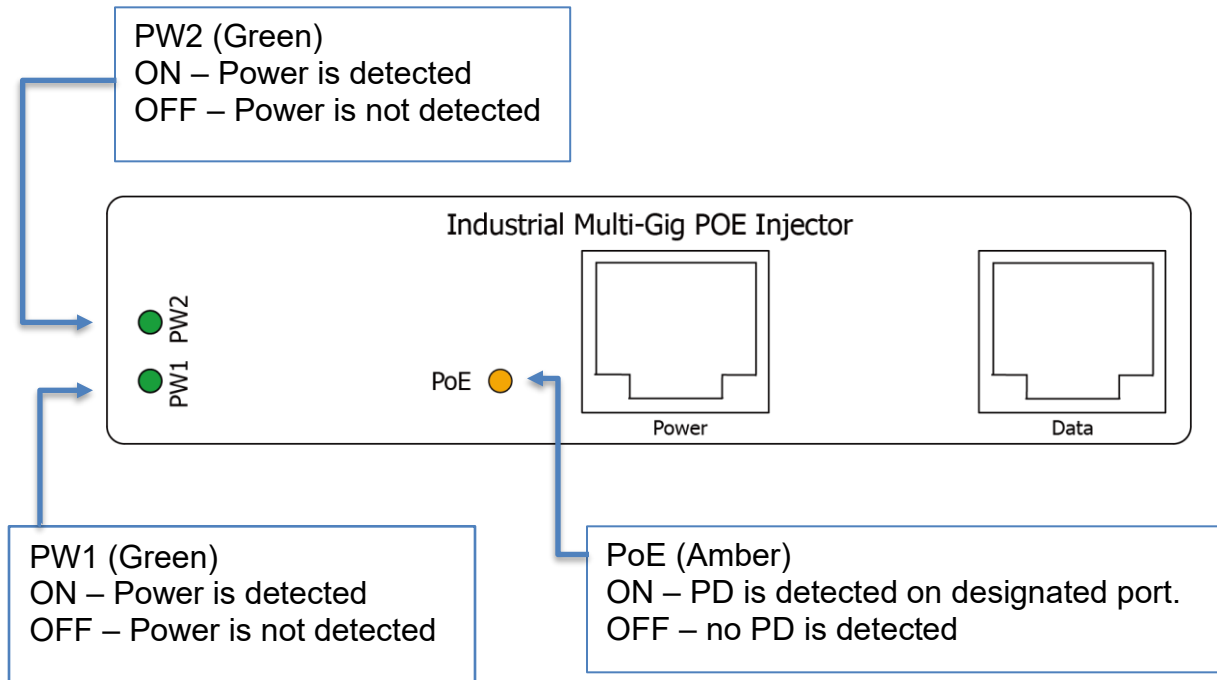 PW2 (Green)
ON – Power is detected
OFF – Power is not detected
Industrial Multi-Gig POE Injector
PW2
PW1
PoE
Power
Data
PW1 (Green)
ON – Power is detected
OFF – Power is not detected
PoE (Amber)
ON – PD is detected on designated port.
OFF – no PD is detected